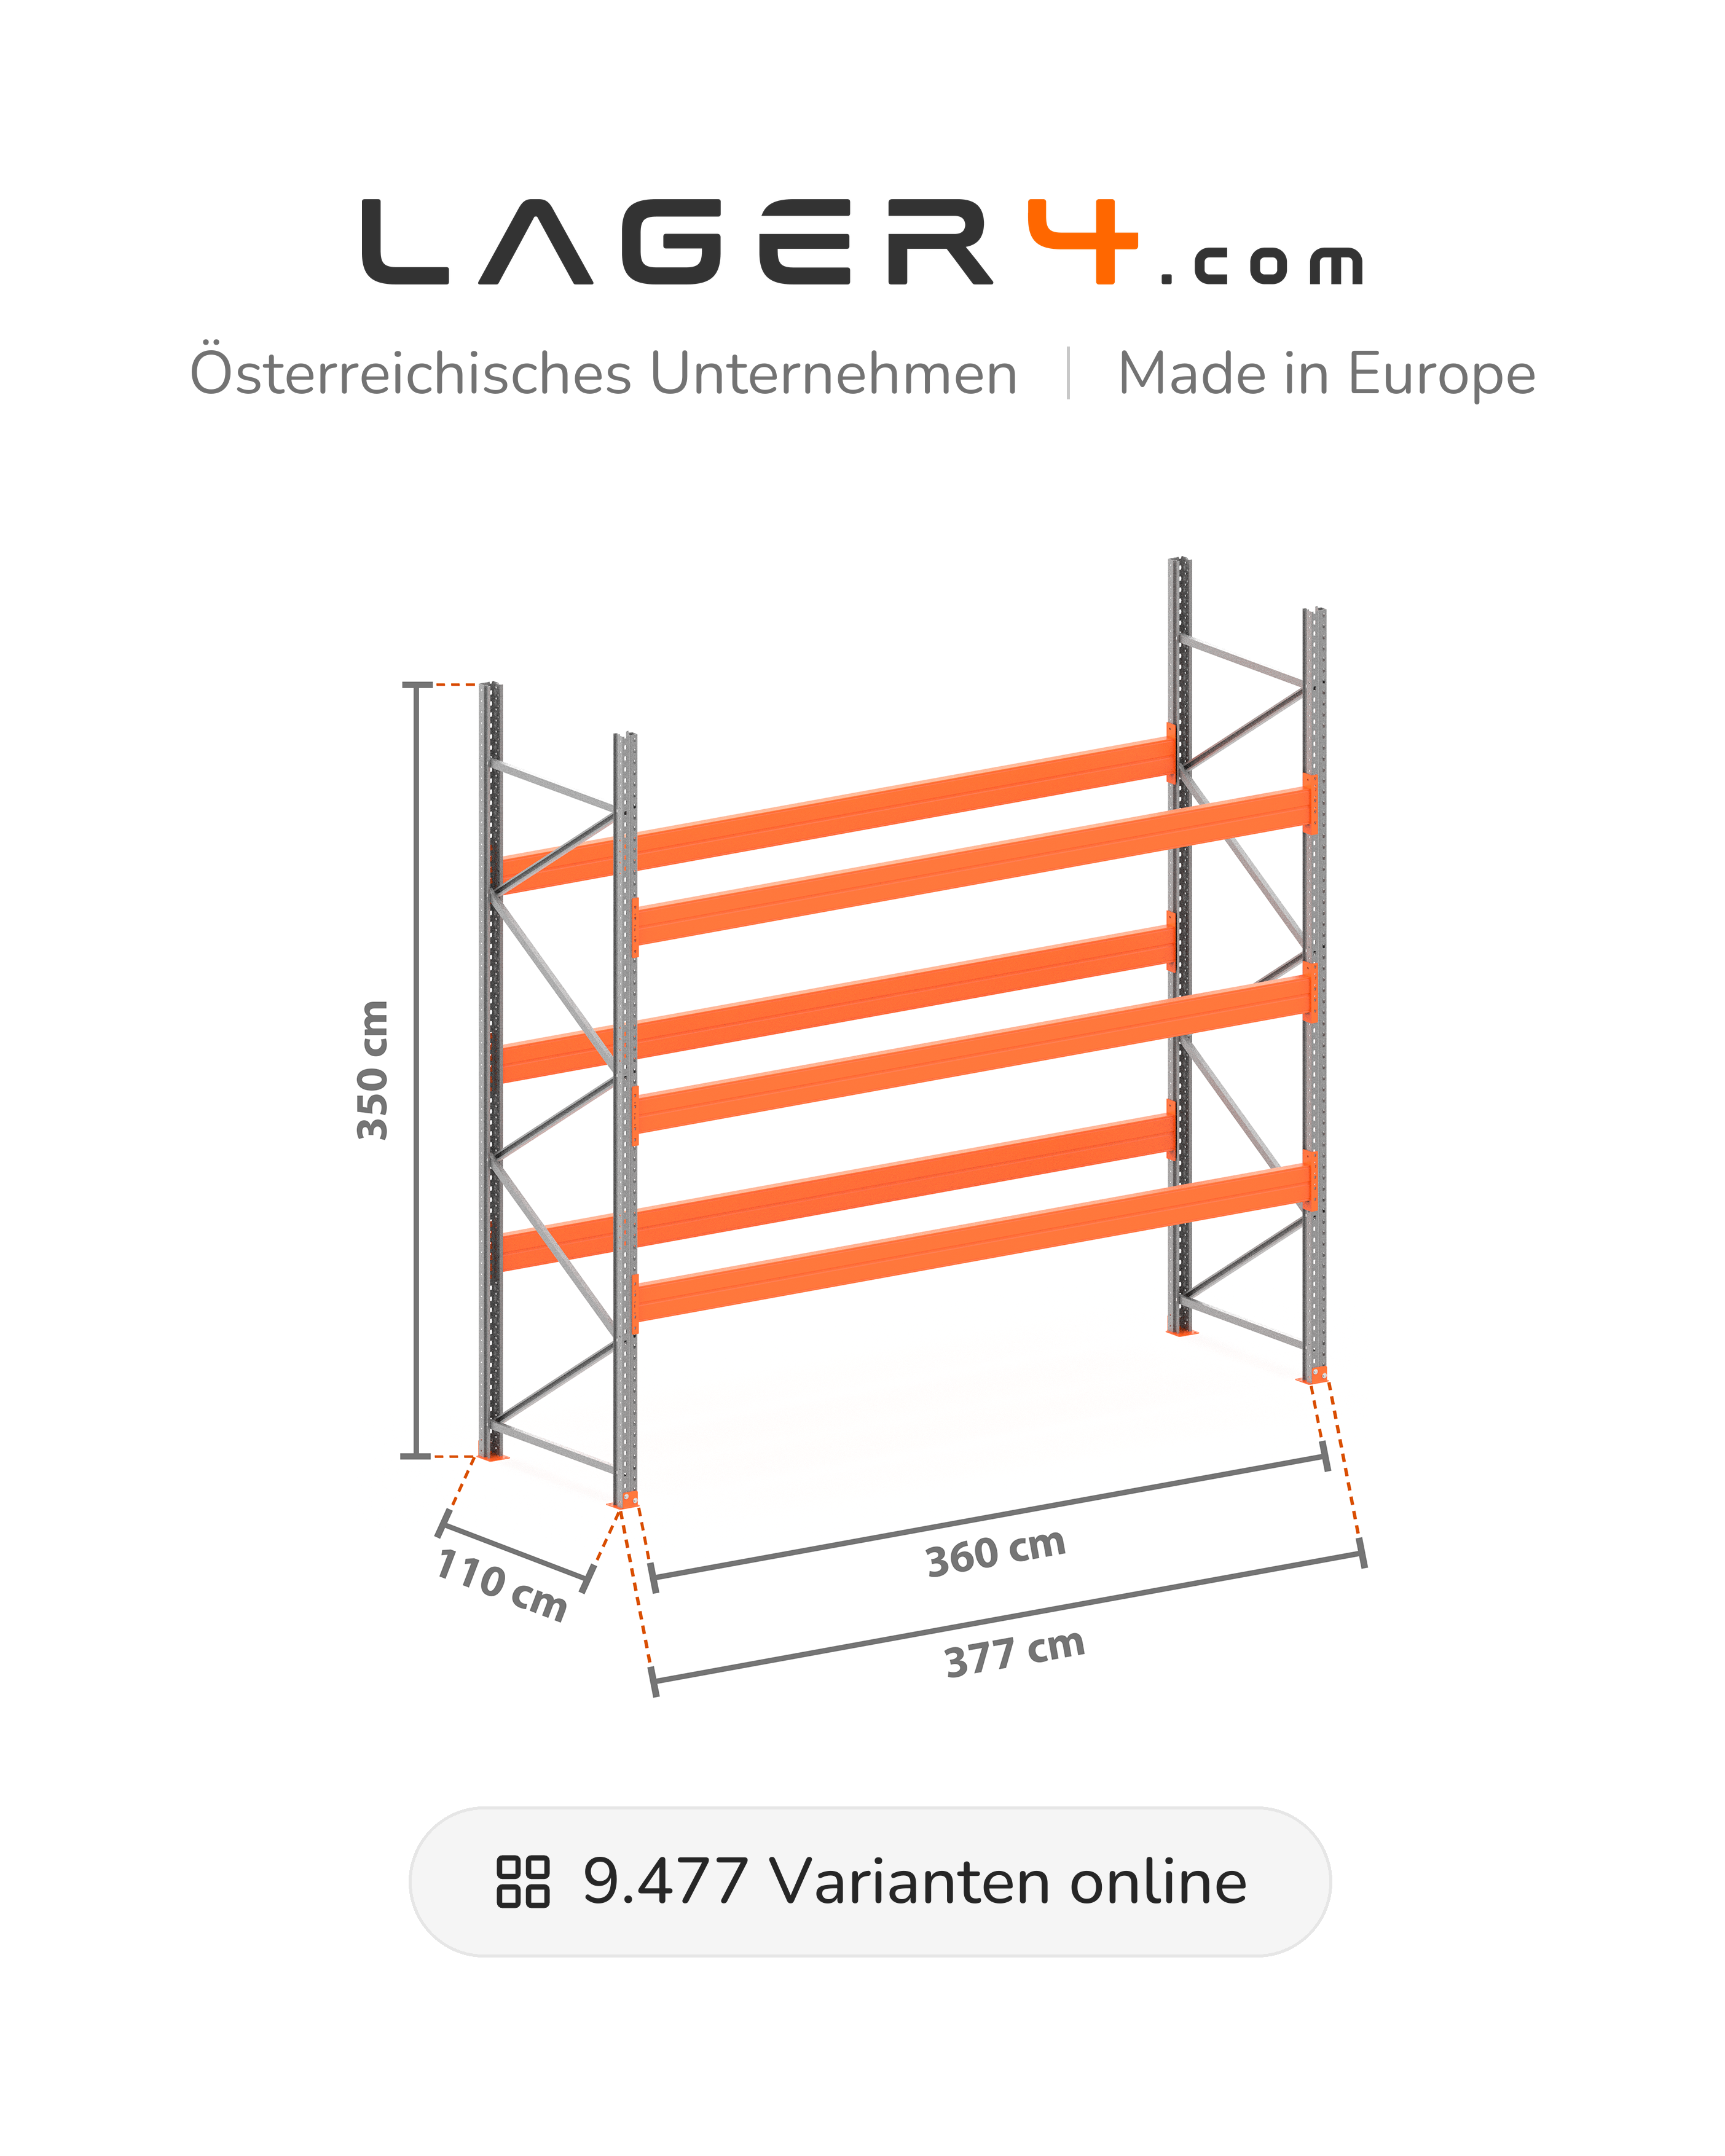 LAGER4.com
Österreichisches Unternehmen | Made in Europe
350 cm
110 cm
360 cm
377 cm
9.477 Varianten online